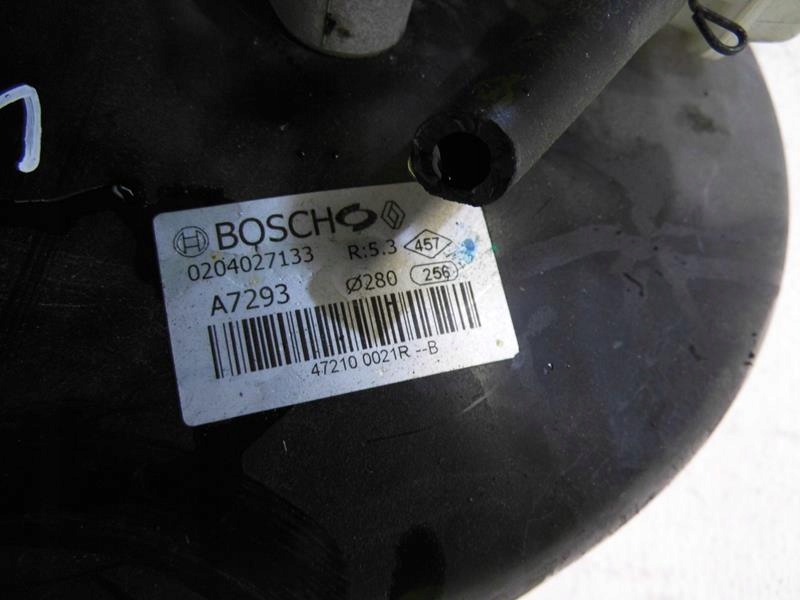 BOSCH
0204027133 R:5.3 457
A7293 Ø280 256
47210 0021R --B